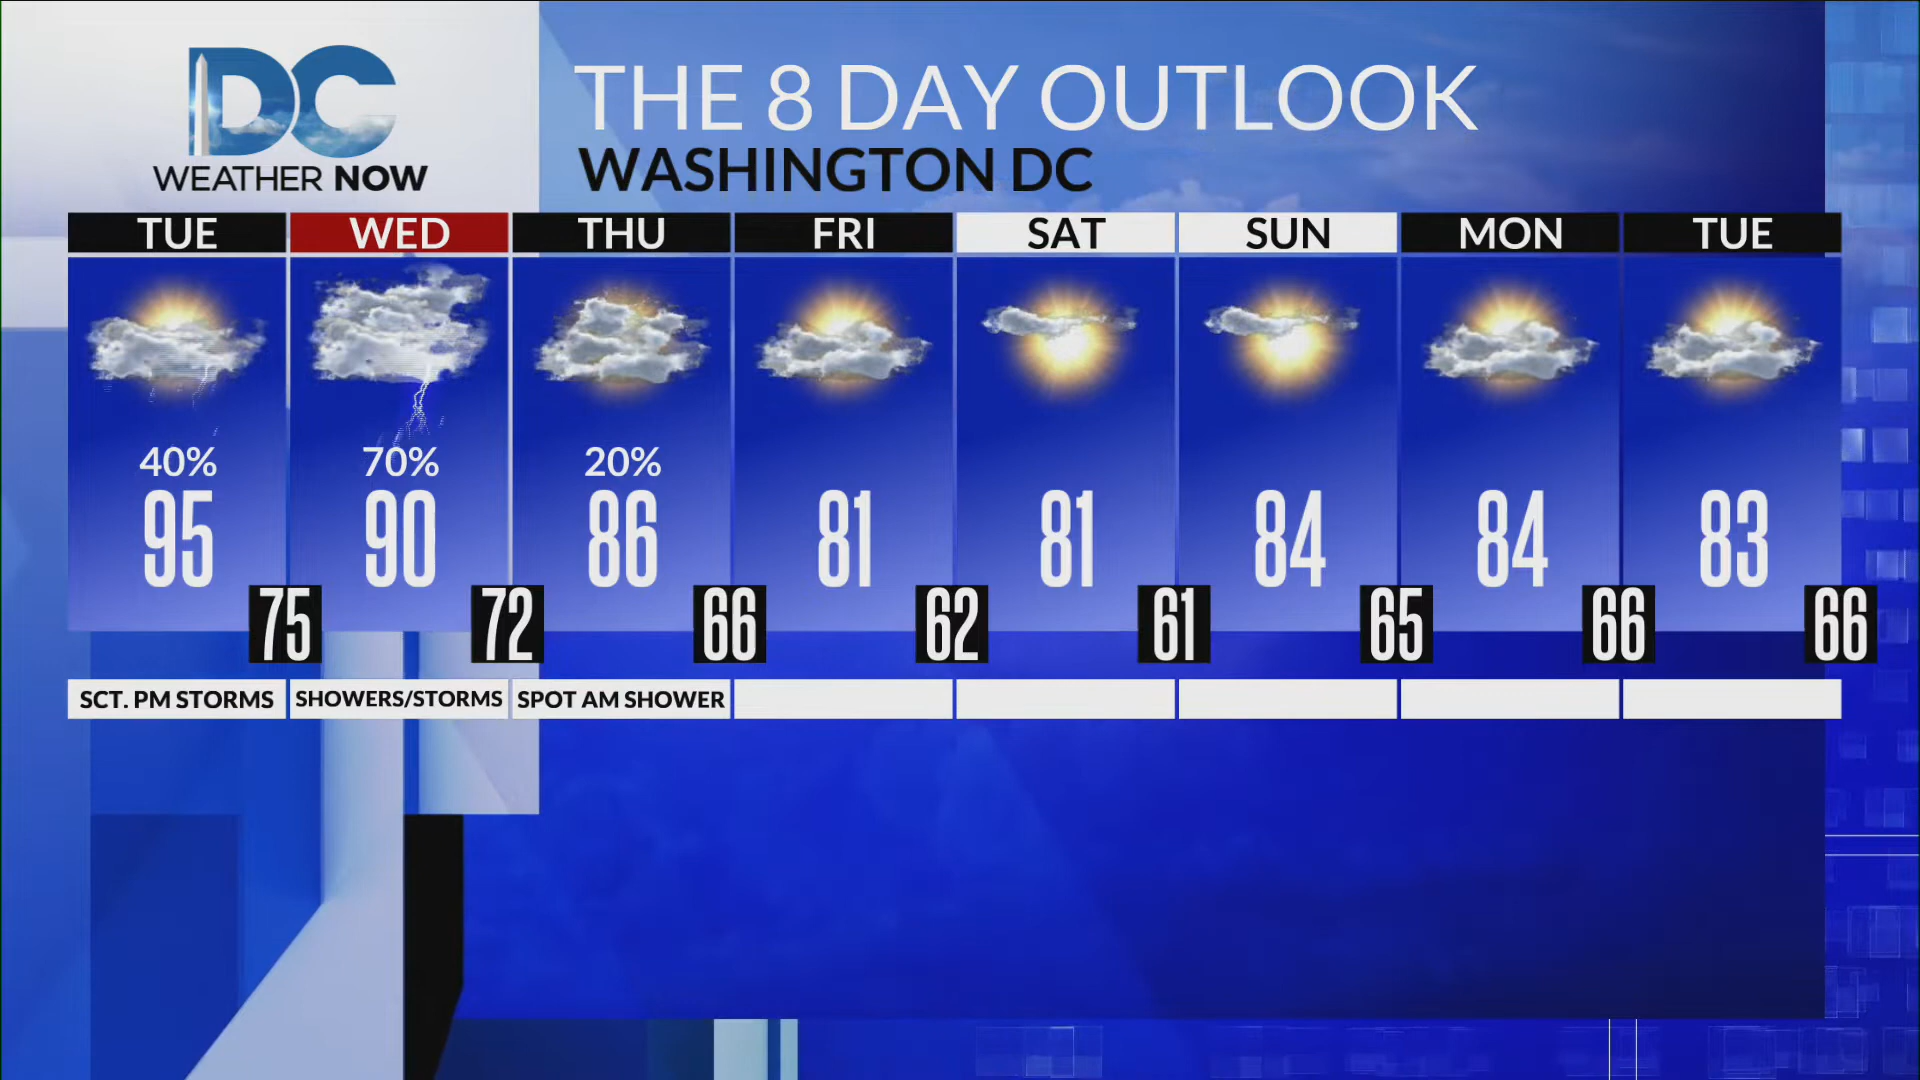 DC
WEATHER NOW
THE 8 DAY OUTLOOK
WASHINGTON DC
TUE WED THU FRI SAT SUN MON TUE
40% 70% 20%
95 90 86 81 81 84 84 83
75 72 66 62 61 65 66 66
SCT. PM STORMS SHOWERS/STORMS SPOT AM SHOWER